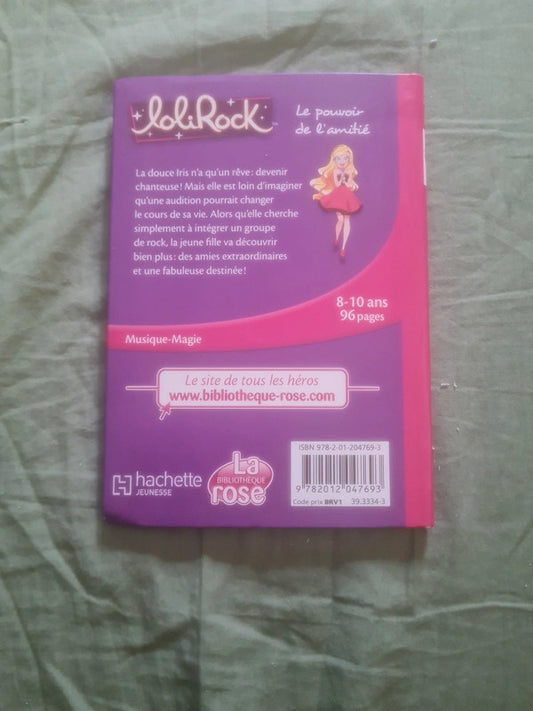 LoliRock™
Le pouvoir
de l'amitié
La douce Iris n'a qu'un rêve : devenir
chanteuse ! Mais elle est loin d'imaginer
qu'une audition pourrait changer
le cours de sa vie. Alors qu'elle cherche
simplement à intégrer un groupe
de rock, la jeune fille va découvrir
bien plus : des amies extraordinaires
et une fabuleuse destinée !
8-10 ans
96 pages
Musique-Magie
Le site de tous les héros
www.bibliotheque-rose.com
H hachette
JEUNESSE
La
BIBLIOTHÈQUE
rose
ISBN 978-2-01-204769-3
9 782012 047693
Code prix BRV1 39.3334-3